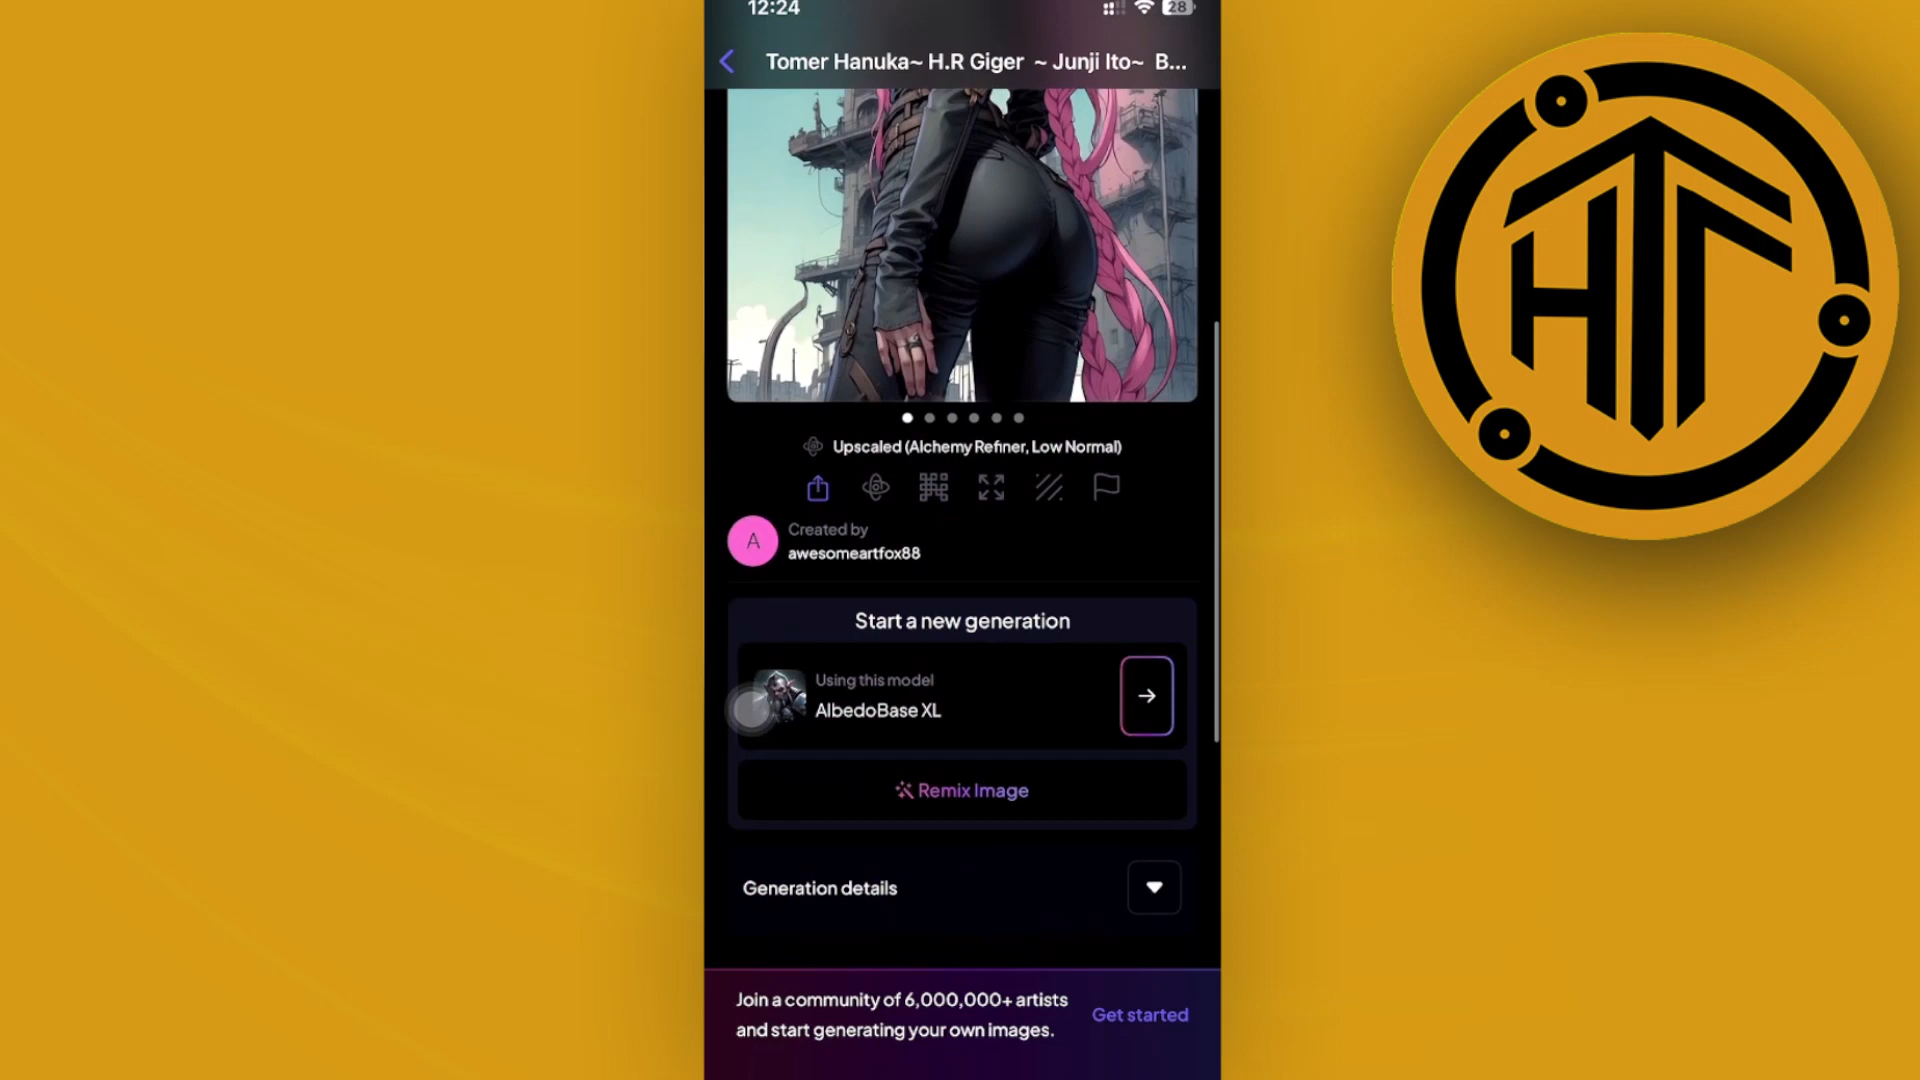 12:24
28
Tomer Hanuka~ H.R Giger ~ Junji Ito~ B...
Upscaled (Alchemy Refiner, Low Normal)
A
Created by
awesomeartfox88
Start a new generation
Using this model
AlbedoBase XL
Remix Image
Generation details
Join a community of 6,000,000+ artists
and start generating your own images.
Get started
HTF